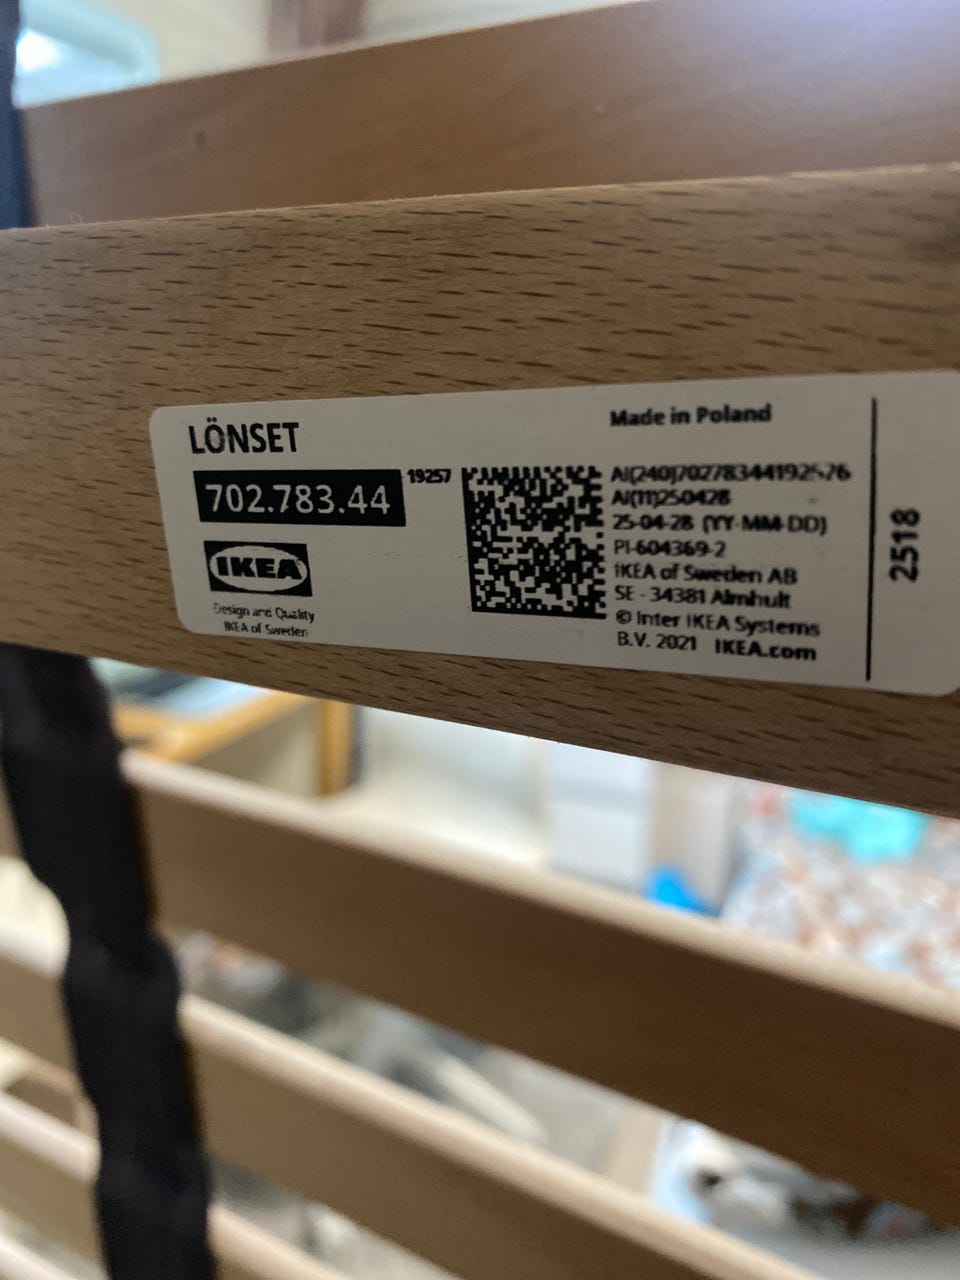 LÖNSET
702.783.44
19257
IKEA
Design and Quality
IKEA of Sweden
Made in Poland
AI(240)70278344192576
AI(11)250428
25-04-28 (YY-MM-DD)
PI-604369-2
IKEA of Sweden AB
SE - 34381 Älmhult
© Inter IKEA Systems
B.V. 2021 IKEA.com
2518